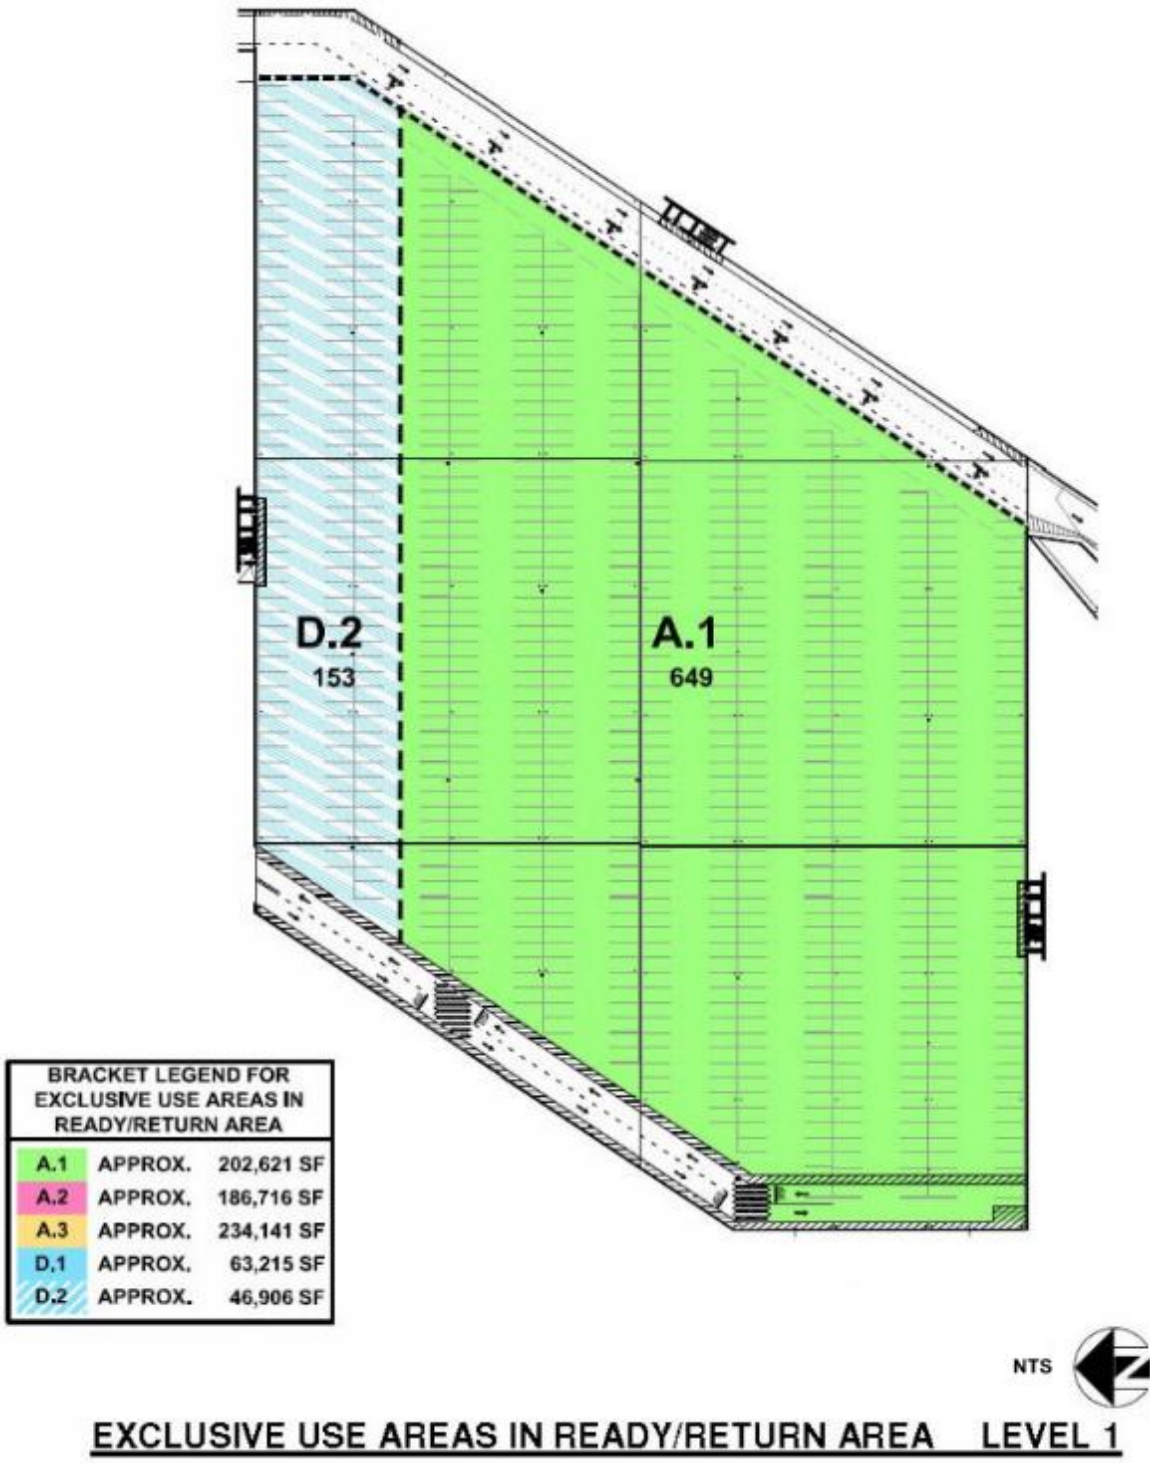 D.2
153
A.1
649
BRACKET LEGEND FOR
EXCLUSIVE USE AREAS IN
READY/RETURN AREA
A.1 APPROX. 202,621 SF
A.2 APPROX. 186,716 SF
A.3 APPROX. 234,141 SF
D.1 APPROX. 63,215 SF
D.2 APPROX. 46,906 SF
NTS
Z
EXCLUSIVE USE AREAS IN READY/RETURN AREA LEVEL 1